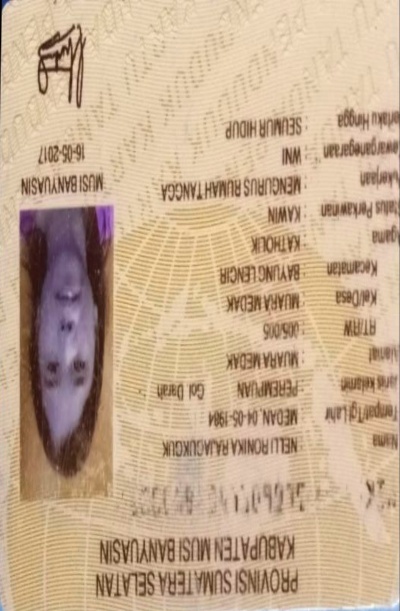 PROVINSI SUMATERA SELATAN
KABUPATEN MUSI BANYUASIN
Nama : NELLI RONIKA RAJAGUKGUK
Tempat/Tgl Lahir : MEDAN, 04-05-1984
Jenis kelamin : PEREMPUAN Gol. Darah : -
Alamat : MUARA MEDAK
RT/RW : 005/005
Kel/Desa : MUARA MEDAK
Kecamatan : BAYUNG LENCIR
Agama : KATHOLIK
Status Perkawinan : KAWIN
Pekerjaan : MENGURUS RUMAH TANGGA
Kewarganegaraan : WNI
Berlaku Hingga : SEUMUR HIDUP
MUSI BANYUASIN
16-05-2017